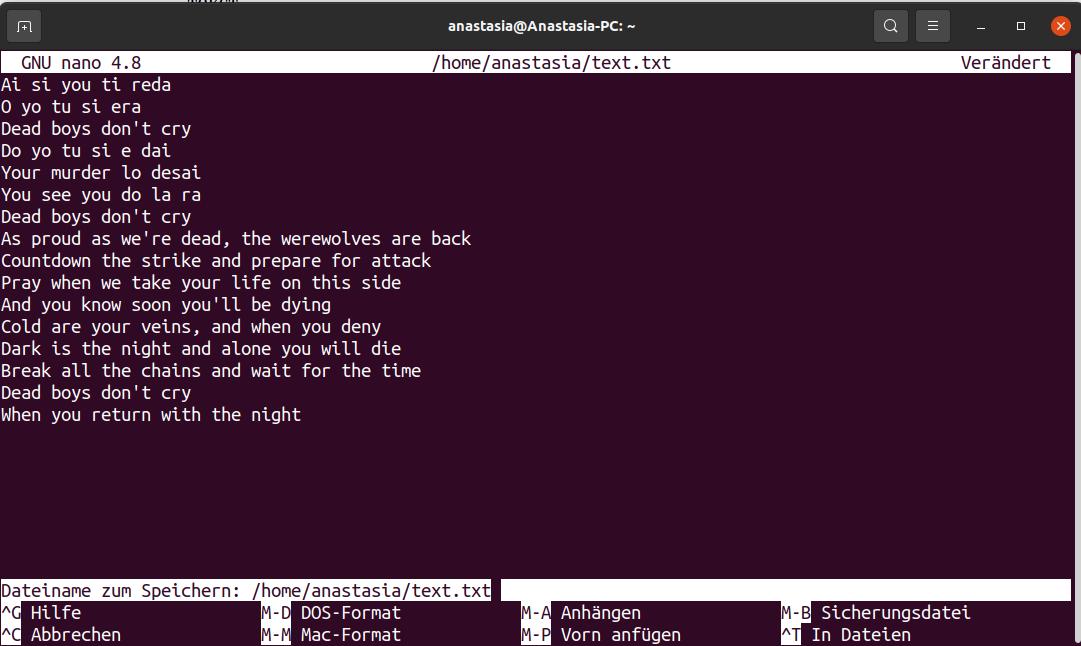 anastasia@Anastasia-PC: ~
GNU nano 4.8 /home/anastasia/text.txt Verändert
Ai si you ti reda
O yo tu si era
Dead boys don't cry
Do yo tu si e dai
Your murder lo desai
You see you do la ra
Dead boys don't cry
As proud as we're dead, the werewolves are back
Countdown the strike and prepare for attack
Pray when we take your life on this side
And you know soon you'll be dying
Cold are your veins, and when you deny
Dark is the night and alone you will die
Break all the chains and wait for the time
Dead boys don't cry
When you return with the night
Dateiname zum Speichern: /home/anastasia/text.txt
^G Hilfe M-D DOS-Format M-A Anhängen M-B Sicherungsdatei
^C Abbrechen M-M Mac-Format M-P Vorn anfügen ^T In Dateien